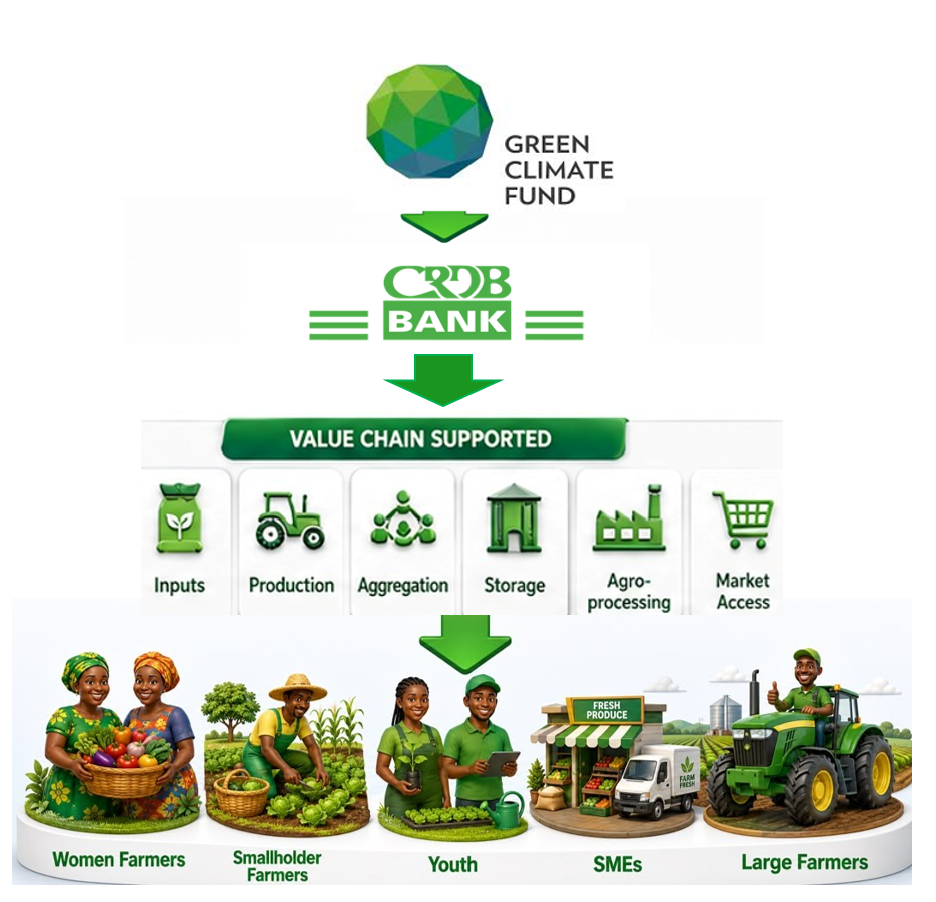 GREEN
CLIMATE
FUND
CRDB
BANK
VALUE CHAIN SUPPORTED
Inputs
Production
Aggregation
Storage
Agro-
processing
Market
Access
FRESH
PRODUCE
FARM
FRESH
Women Farmers
Smallholder
Farmers
Youth
SMEs
Large Farmers